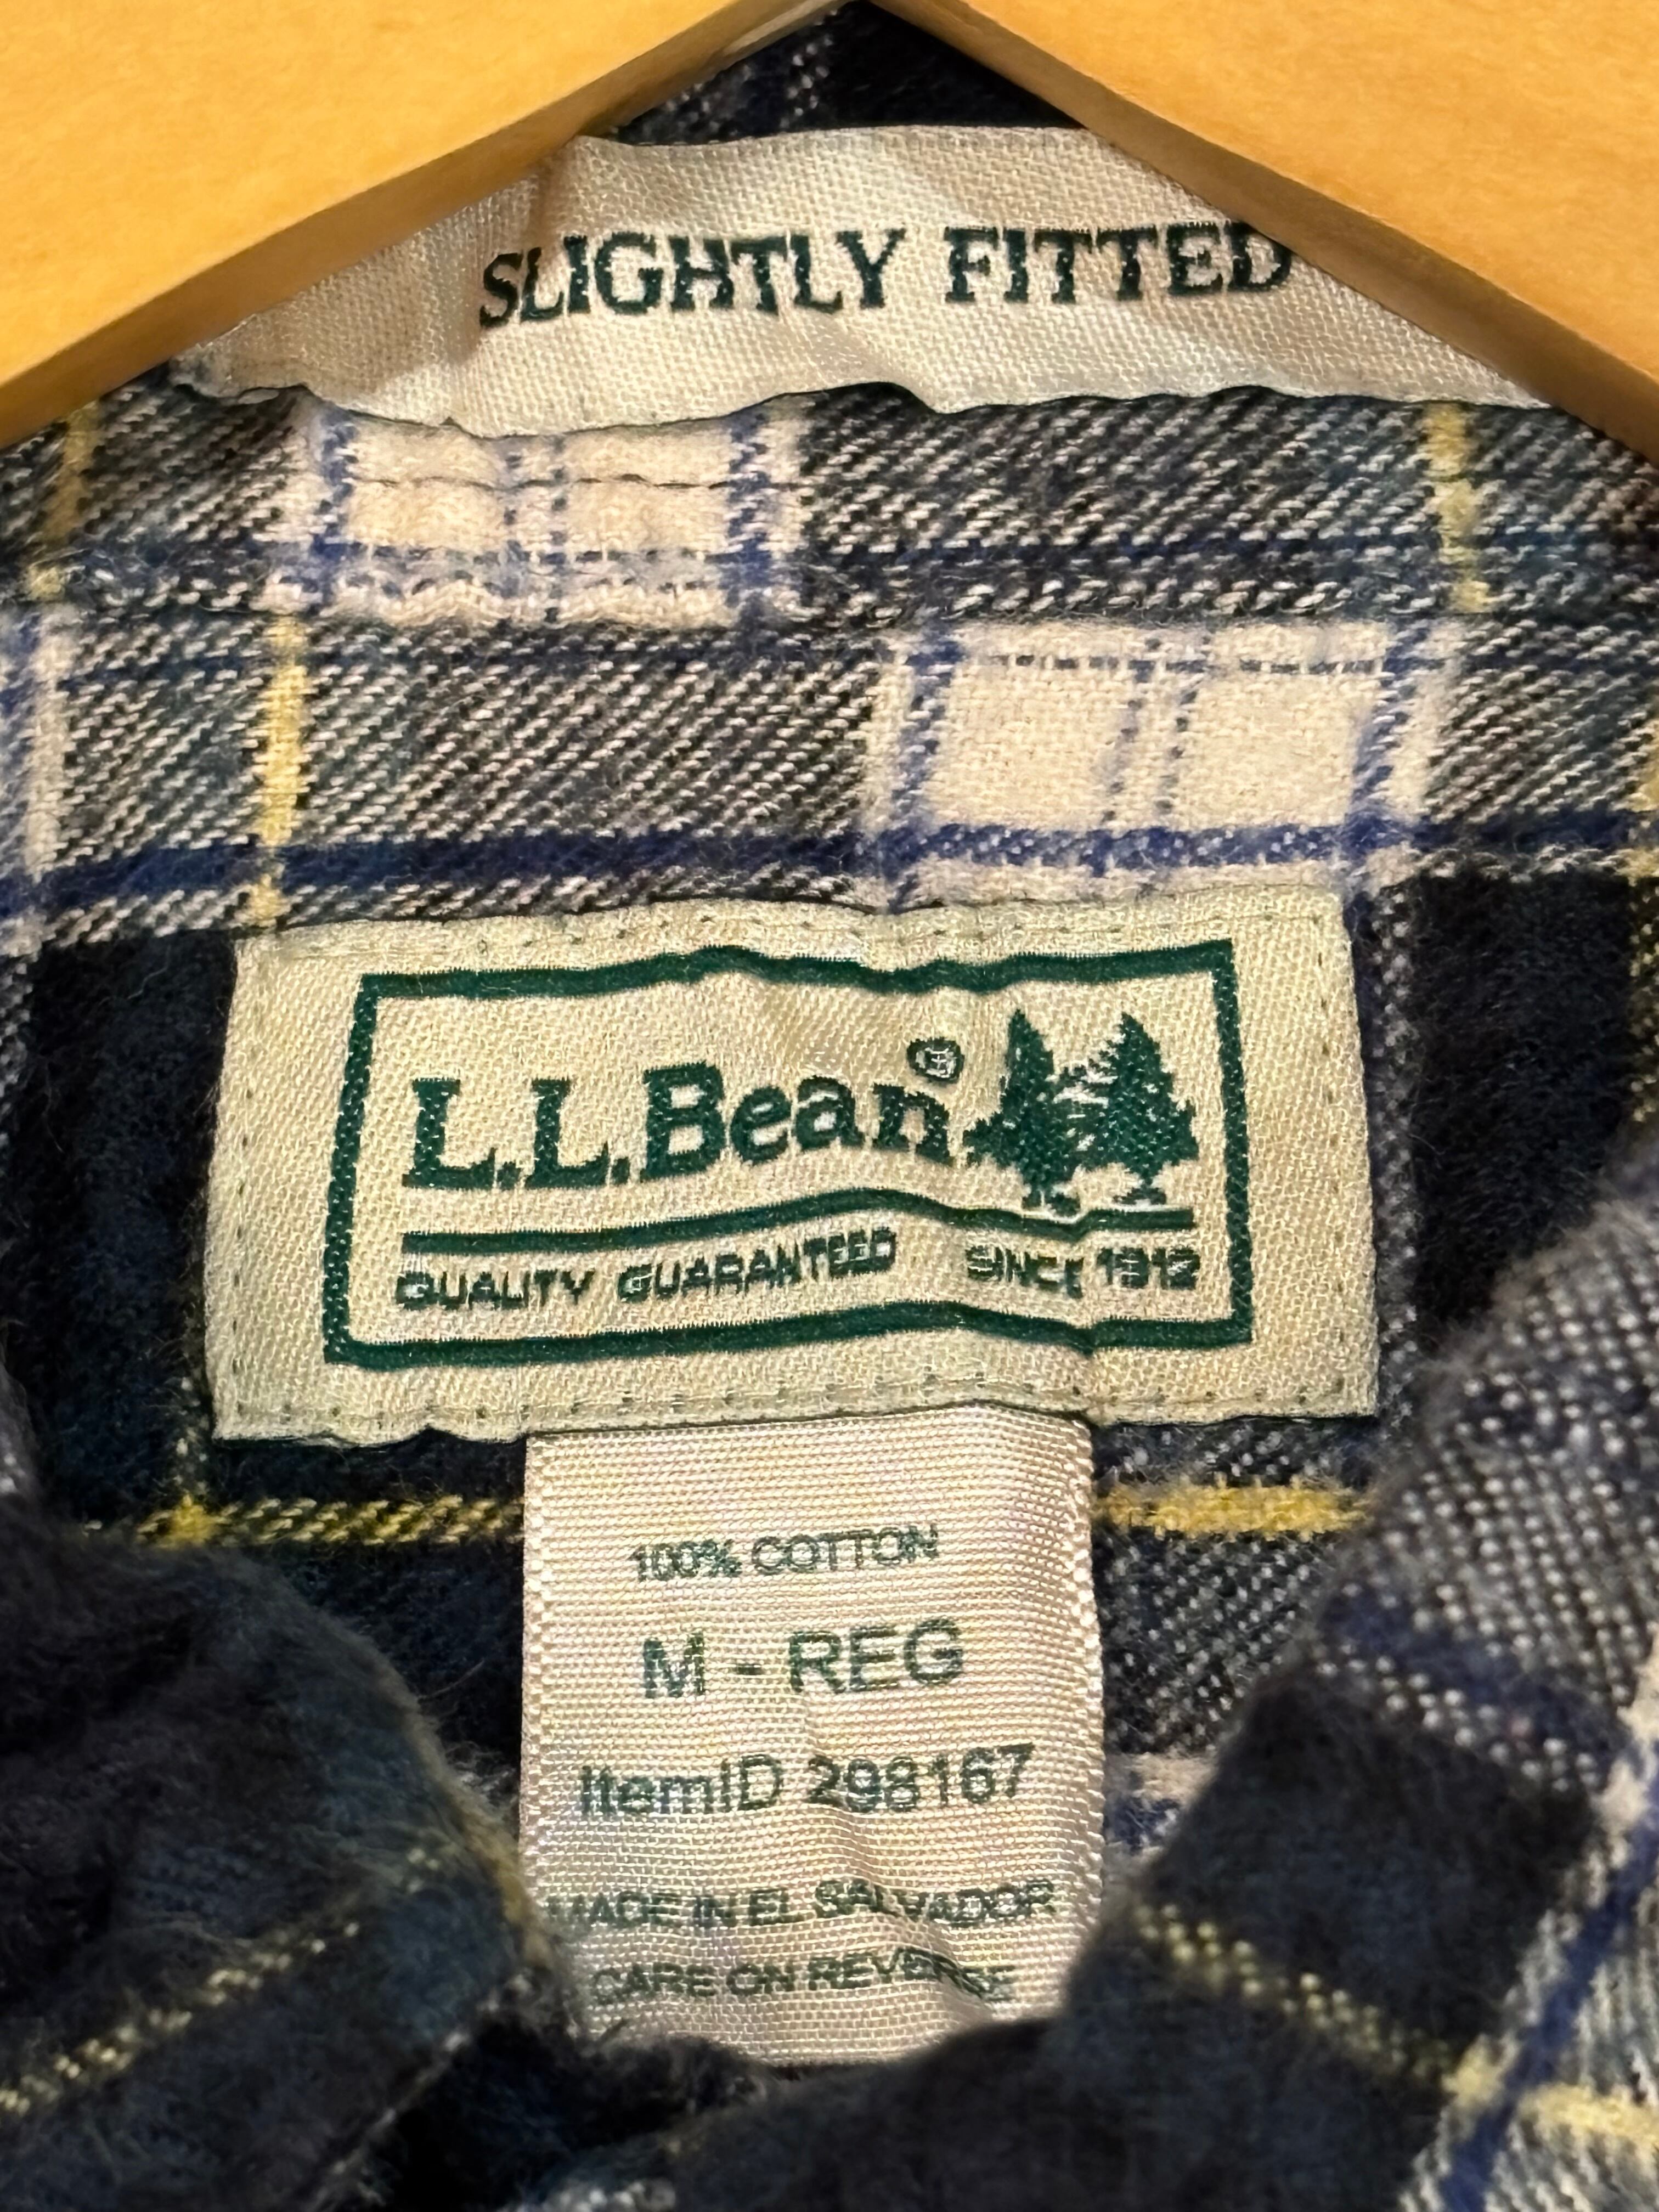 SLIGHTLY FITTED
L.L.Bean®
QUALITY GUARANTEED SINCE 1912
100% COTTON
M - REG
ItemID 298167
MADE IN EL SALVADOR
CARE ON REVERSE